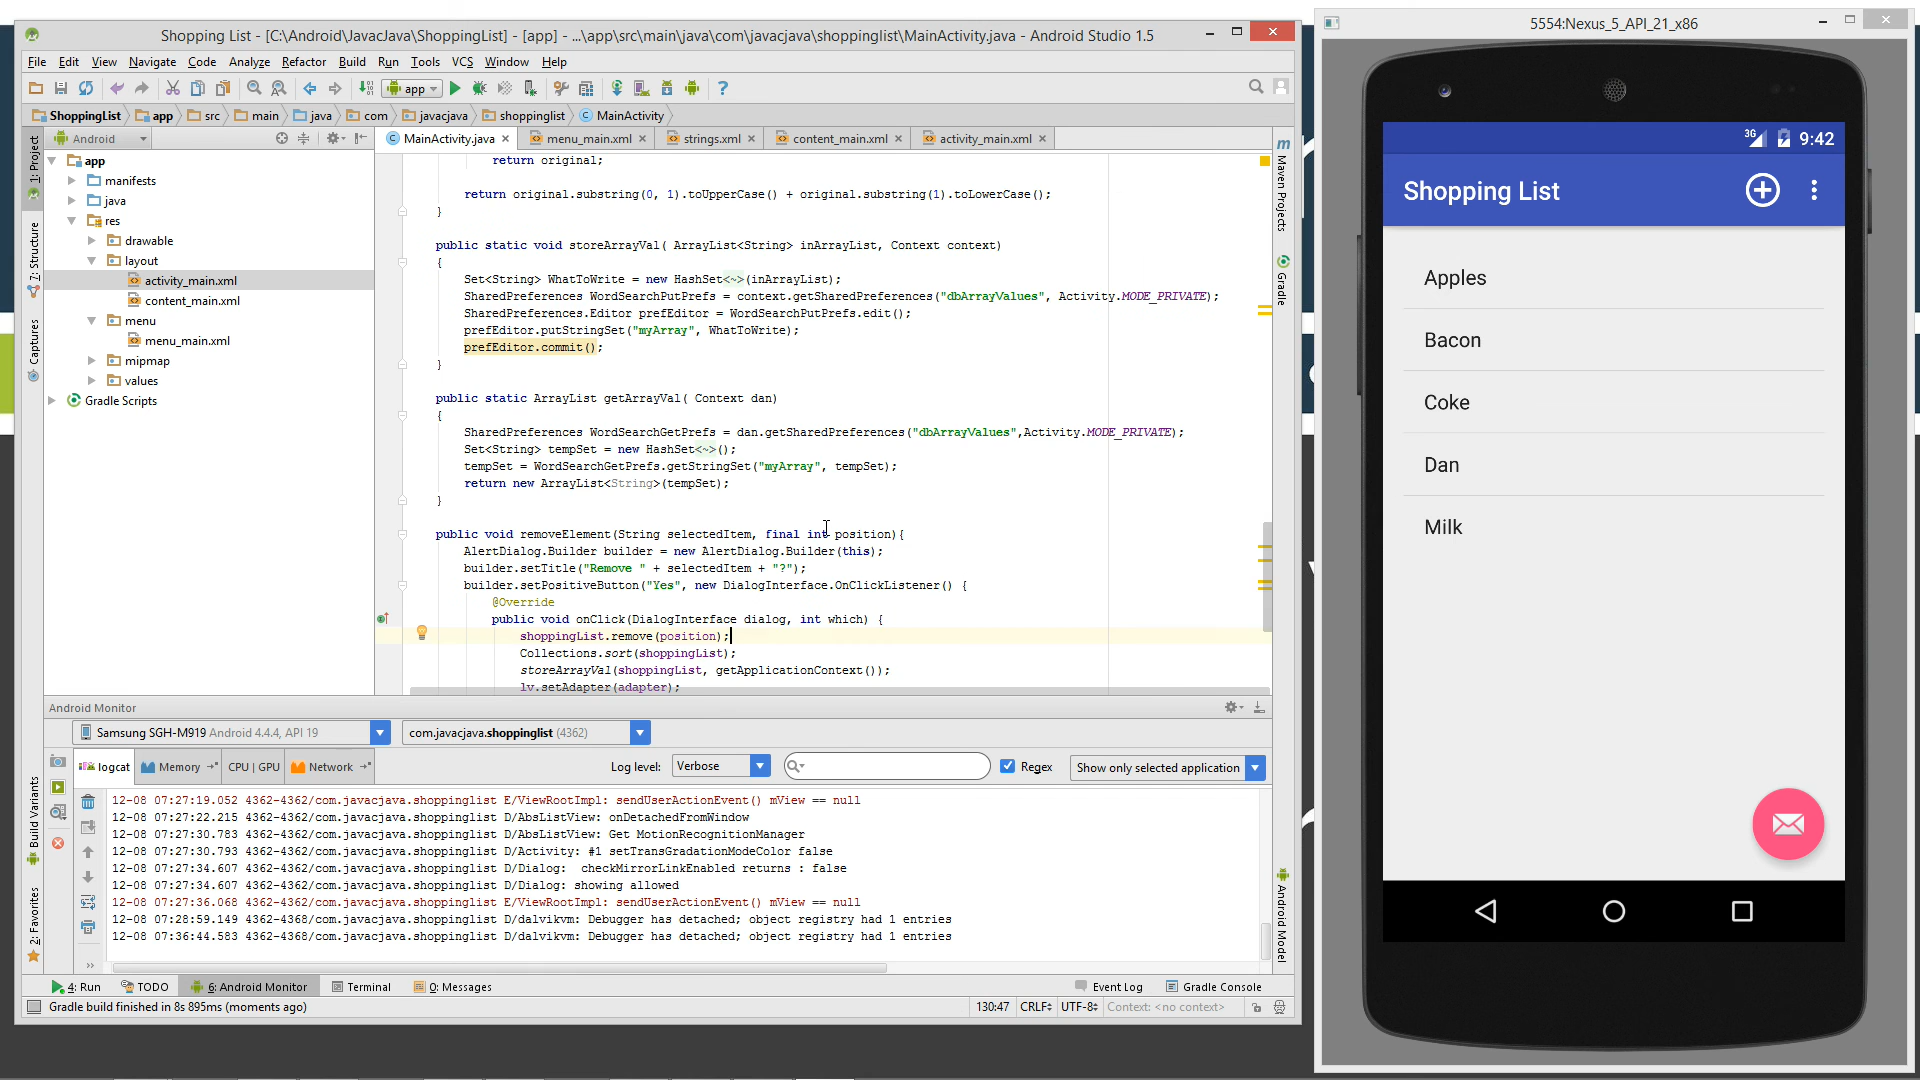 Shopping List - [C:\Android\JavacJava\ShoppingList] - [app] - ...\app\src\main\java\com\javacjava\shoppinglist\MainActivity.java - Android Studio 1.5
File Edit View Navigate Code Analyze Refactor Build Run Tools VCS Window Help
app
ShoppingList app src main java com javacjava shoppinglist MainActivity
Android
MainActivity.java menu_main.xml strings.xml content_main.xml activity_main.xml
1: Project
7: Structure
Captures
Build Variants
2: Favorites
app
manifests
java
res
drawable
layout
activity_main.xml
content_main.xml
menu
menu_main.xml
mipmap
values
Gradle Scripts
return original;
return original.substring(0, 1).toUpperCase() + original.substring(1).toLowerCase();
}
public static void storeArrayVal( ArrayList<String> inArrayList, Context context)
{
Set<String> WhatToWrite = new HashSet<~>(inArrayList);
SharedPreferences WordSearchPutPrefs = context.getSharedPreferences("dbArrayValues", Activity.MODE_PRIVATE);
SharedPreferences.Editor prefEditor = WordSearchPutPrefs.edit();
prefEditor.putStringSet("myArray", WhatToWrite);
prefEditor.commit();
}
public static ArrayList getArrayVal( Context dan)
{
SharedPreferences WordSearchGetPrefs = dan.getSharedPreferences("dbArrayValues",Activity.MODE_PRIVATE);
Set<String> tempSet = new HashSet<~>();
tempSet = WordSearchGetPrefs.getStringSet("myArray", tempSet);
return new ArrayList<String>(tempSet);
}
public void removeElement(String selectedItem, final int position){
AlertDialog.Builder builder = new AlertDialog.Builder(this);
builder.setTitle("Remove " + selectedItem + "?");
builder.setPositiveButton("Yes", new DialogInterface.OnClickListener() {
@Override
public void onClick(DialogInterface dialog, int which) {
shoppingList.remove(position);
Collections.sort(shoppingList);
storeArrayVal(shoppingList, getApplicationContext());
lv.setAdapter(adapter);
Maven Projects
Gradle
Android Model
Android Monitor
Samsung SGH-M919 Android 4.4.4, API 19
com.javacjava.shoppinglist (4362)
logcat Memory CPU | GPU Network Log level: Verbose Regex Show only selected application
12-08 07:27:19.052 4362-4362/com.javacjava.shoppinglist E/ViewRootImpl: sendUserActionEvent() mView == null
12-08 07:27:22.215 4362-4362/com.javacjava.shoppinglist D/AbsListView: onDetachedFromWindow
12-08 07:27:30.783 4362-4362/com.javacjava.shoppinglist D/AbsListView: Get MotionRecognitionManager
12-08 07:27:30.793 4362-4362/com.javacjava.shoppinglist D/Activity: #1 setTransGradationModeColor false
12-08 07:27:34.607 4362-4362/com.javacjava.shoppinglist D/Dialog: checkMirrorLinkEnabled returns : false
12-08 07:27:34.607 4362-4362/com.javacjava.shoppinglist D/Dialog: showing allowed
12-08 07:27:36.068 4362-4362/com.javacjava.shoppinglist E/ViewRootImpl: sendUserActionEvent() mView == null
12-08 07:28:59.149 4362-4368/com.javacjava.shoppinglist D/dalvikvm: Debugger has detached; object registry had 1 entries
12-08 07:36:44.583 4362-4368/com.javacjava.shoppinglist D/dalvikvm: Debugger has detached; object registry had 1 entries
4: Run TODO 6: Android Monitor Terminal 0: Messages Event Log Gradle Console
Gradle build finished in 8s 895ms (moments ago) 130:47 CRLF UTF-8 Context: <no context>
5554:Nexus_5_API_21_x86
3G 9:42
Shopping List
Apples
Bacon
Coke
Dan
Milk